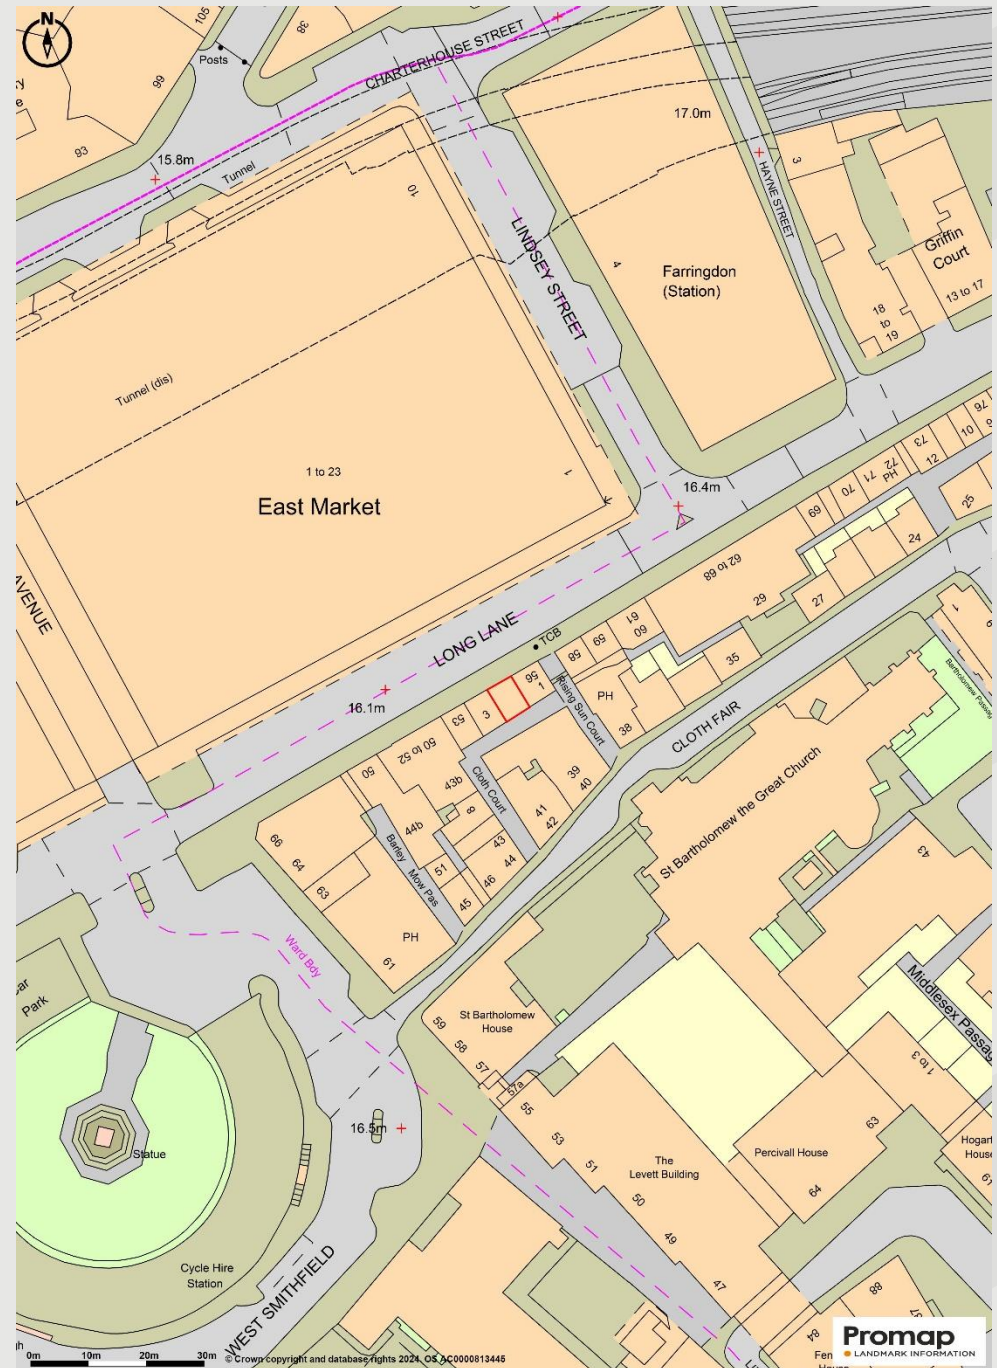 N
105
38
Posts
CHARTERHOUSE STREET
99
93
17.0m
15.8m
Tunnel
10
3
HAYNE STREET
LINDSEY STREET
4
Farringdon
(Station)
Griffin
Court
18
to
19
13 to 17
Tunnel (dis)
1 to 23
East Market
1
16.4m
76
10
73
12
72
PH
71
70
69
25
24
62 to 68
29
27
AVENUE
LONG LANE
TCB
61
60
59
58
56
1
35
1
Rising Sun Court
PH
38
CLOTH FAIR
16.1m
3
53
50 to 52
50
43b
Cloth Court
39
40
41
42
8
44b
43
44
46
45
51
Barley
Mow Pas
66
64
63
PH
61
St Bartholomew the Great Church
43
Ward Bdy
Park
St Bartholomew
House
59
58
57
57a
55
53
51
50
49
47
Middlesex Passag
1 to 3
63
Percivall House
64
Hogart
House
61
The
Levett Building
16.5m
Statue
Cycle Hire
Station
WEST SMITHFIELD
88
87
84
0m 10m 20m 30m
© Crown copyright and database rights 2024. OS AC0000813445
Promap
LANDMARK INFORMATION